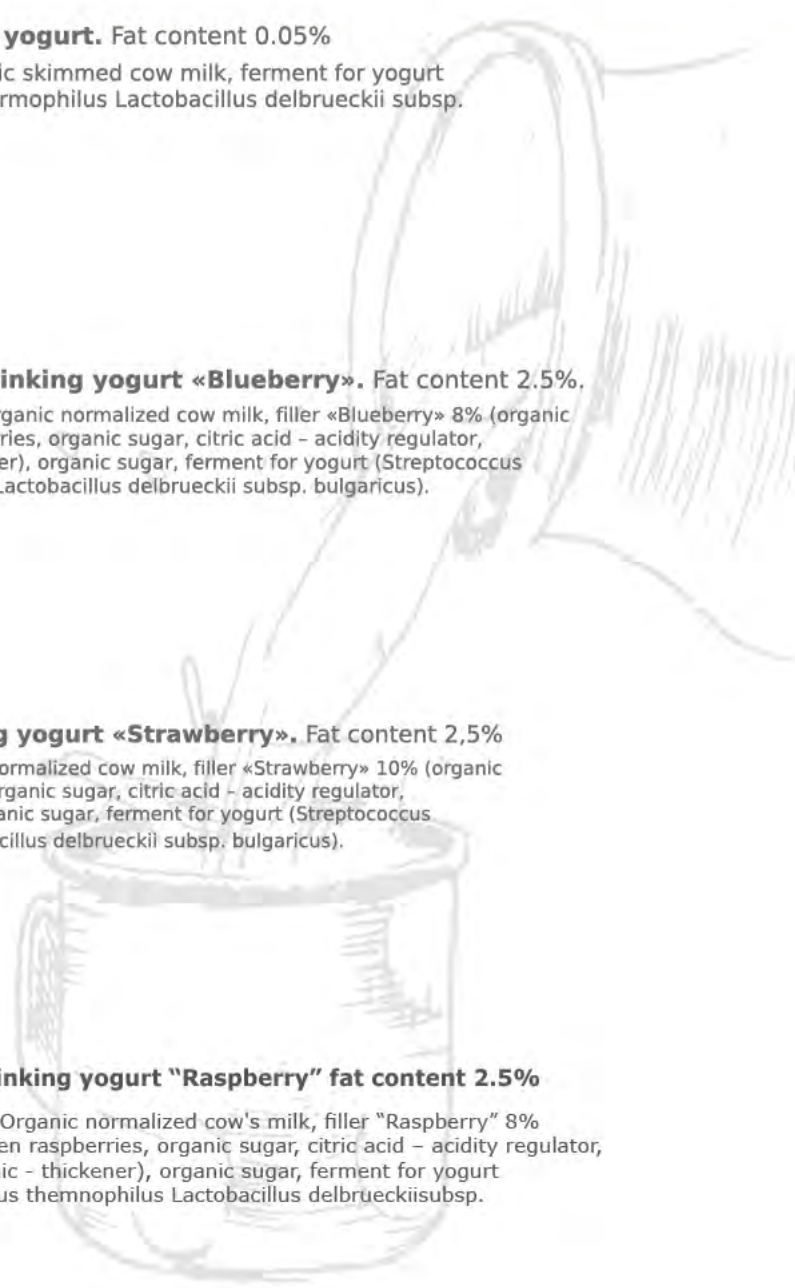 yogurt. Fat content 0.05%
ic skimmed cow milk, ferment for yogurt
rmophilus Lactobacillus delbrueckii subsp.
inking yogurt «Blueberry». Fat content 2.5%.
ganic normalized cow milk, filler «Blueberry» 8% (organic
ries, organic sugar, citric acid – acidity regulator,
er), organic sugar, ferment for yogurt (Streptococcus
Lactobacillus delbrueckii subsp. bulgaricus).
g yogurt «Strawberry». Fat content 2,5%
ormalized cow milk, filler «Strawberry» 10% (organic
rganic sugar, citric acid – acidity regulator,
anic sugar, ferment for yogurt (Streptococcus
cillus delbrueckii subsp. bulgaricus).
inking yogurt “Raspberry” fat content 2.5%
Organic normalized cow's milk, filler “Raspberry” 8%
en raspberries, organic sugar, citric acid – acidity regulator,
ic - thickener), organic sugar, ferment for yogurt
us themnophilus Lactobacillus delbrueckiisubsp.